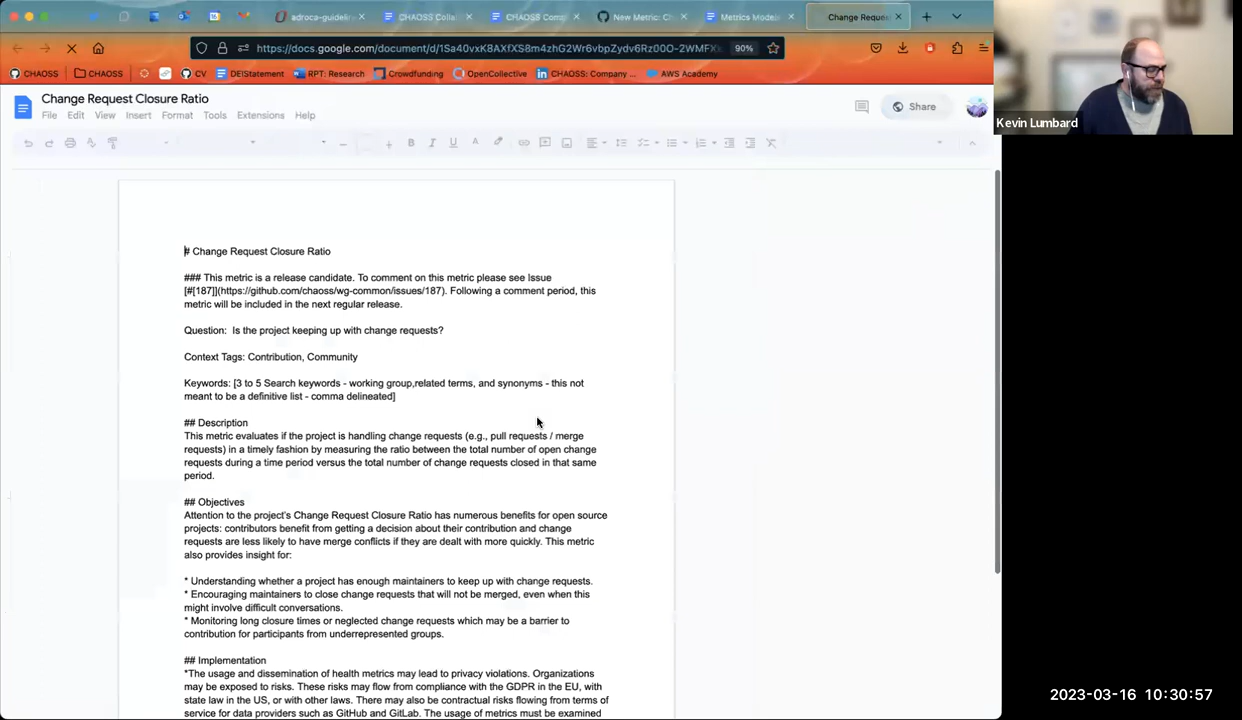 adroca-guidelin
CHAOSS Colla
CHAOSS Com
New Metric: C
Metrics Models
Change Reque
https://docs.google.com/document/d/1Sa40vxK8AXfXS8m4zhG2Wr6vbpZydv6Rz00O-2WMFX
90%
CHAOSS
CHAOSS
CV
DEIStatement
RPT: Research
Crowdfunding
OpenCollective
CHAOSS: Company ...
AWS Academy
Kevin Lumbard
Change Request Closure Ratio
File Edit View Insert Format Tools Extensions Help
Share
# Change Request Closure Ratio
### This metric is a release candidate. To comment on this metric please see Issue
[#[187]](https://github.com/chaoss/wg-common/issues/187). Following a comment period, this
metric will be included in the next regular release.
Question: Is the project keeping up with change requests?
Context Tags: Contribution, Community
Keywords: [3 to 5 Search keywords - working group,related terms, and synonyms - this not
meant to be a definitive list - comma delineated]
## Description
This metric evaluates if the project is handling change requests (e.g., pull requests / merge
requests) in a timely fashion by measuring the ratio between the total number of open change
requests during a time period versus the total number of change requests closed in that same
period.
## Objectives
Attention to the project's Change Request Closure Ratio has numerous benefits for open source
projects: contributors benefit from getting a decision about their contribution and change
requests are less likely to have merge conflicts if they are dealt with more quickly. This metric
also provides insight for:
* Understanding whether a project has enough maintainers to keep up with change requests.
* Encouraging maintainers to close change requests that will not be merged, even when this
might involve difficult conversations.
* Monitoring long closure times or neglected change requests which may be a barrier to
contribution for participants from underrepresented groups.
## Implementation
*The usage and dissemination of health metrics may lead to privacy violations. Organizations
may be exposed to risks. These risks may flow from compliance with the GDPR in the EU, with
state law in the US, or with other laws. There may also be contractual risks flowing from terms of
service for data providers such as GitHub and GitLab. The usage of metrics must be examined
2023-03-16 10:30:57